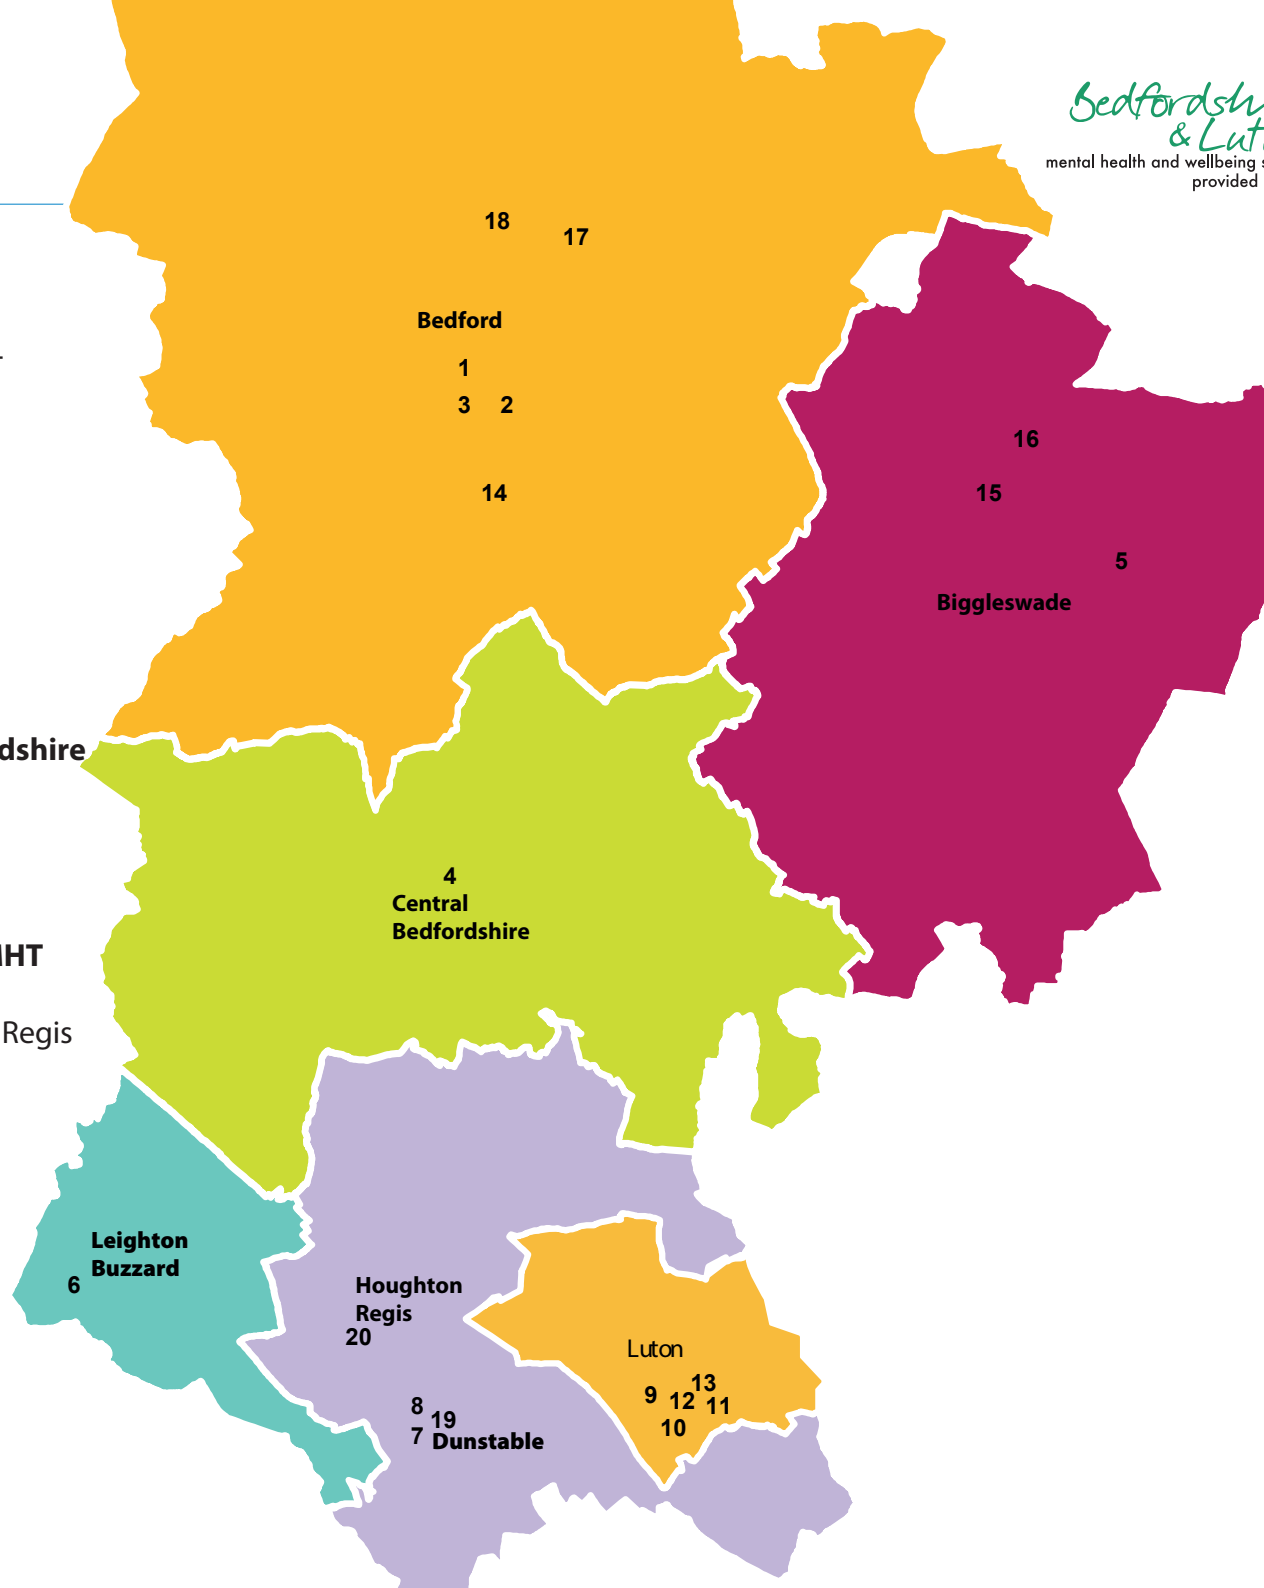 Bedfordsh
& Lut
mental health and wellbeing s
provided
18
17
Bedford
1
3 2
14
16
15
5
Biggleswade
dshire
4
Central
Bedfordshire
MHT
Regis
Leighton
Buzzard
6
Houghton
Regis
20
Luton
13
9 12 11
10
8
19
7 Dunstable